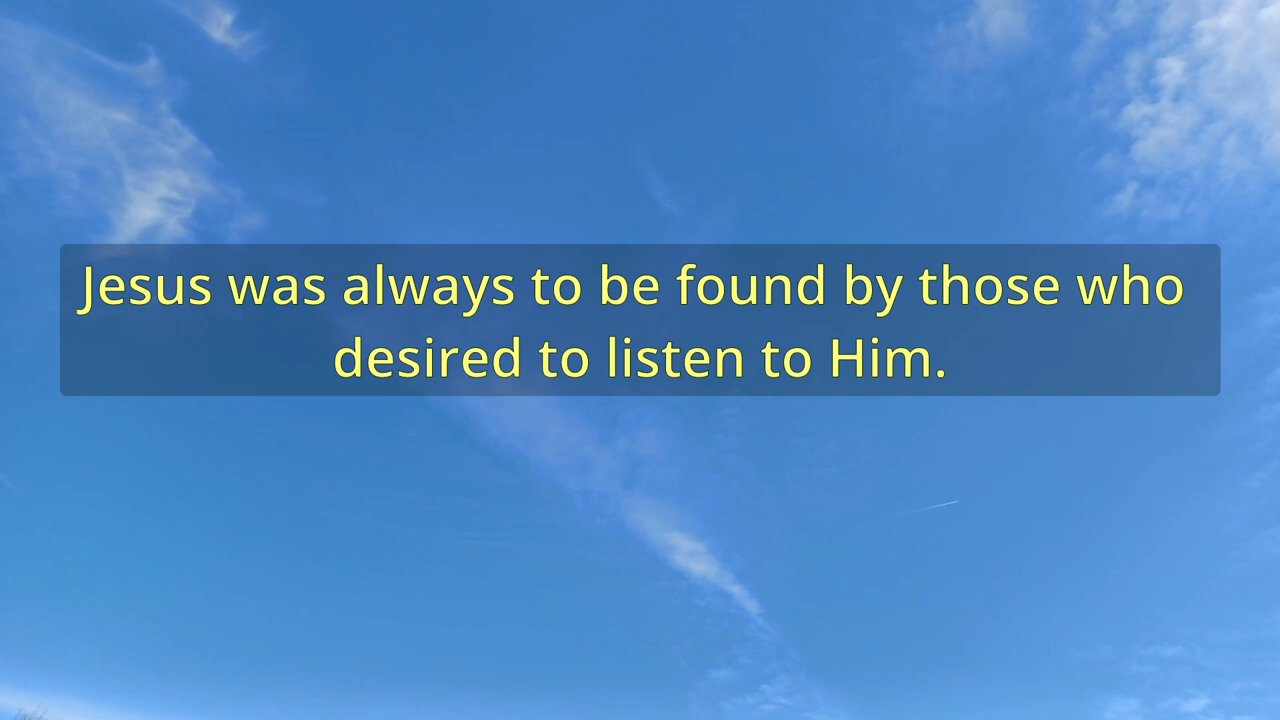 Jesus was always to be found by those who
desired to listen to Him.